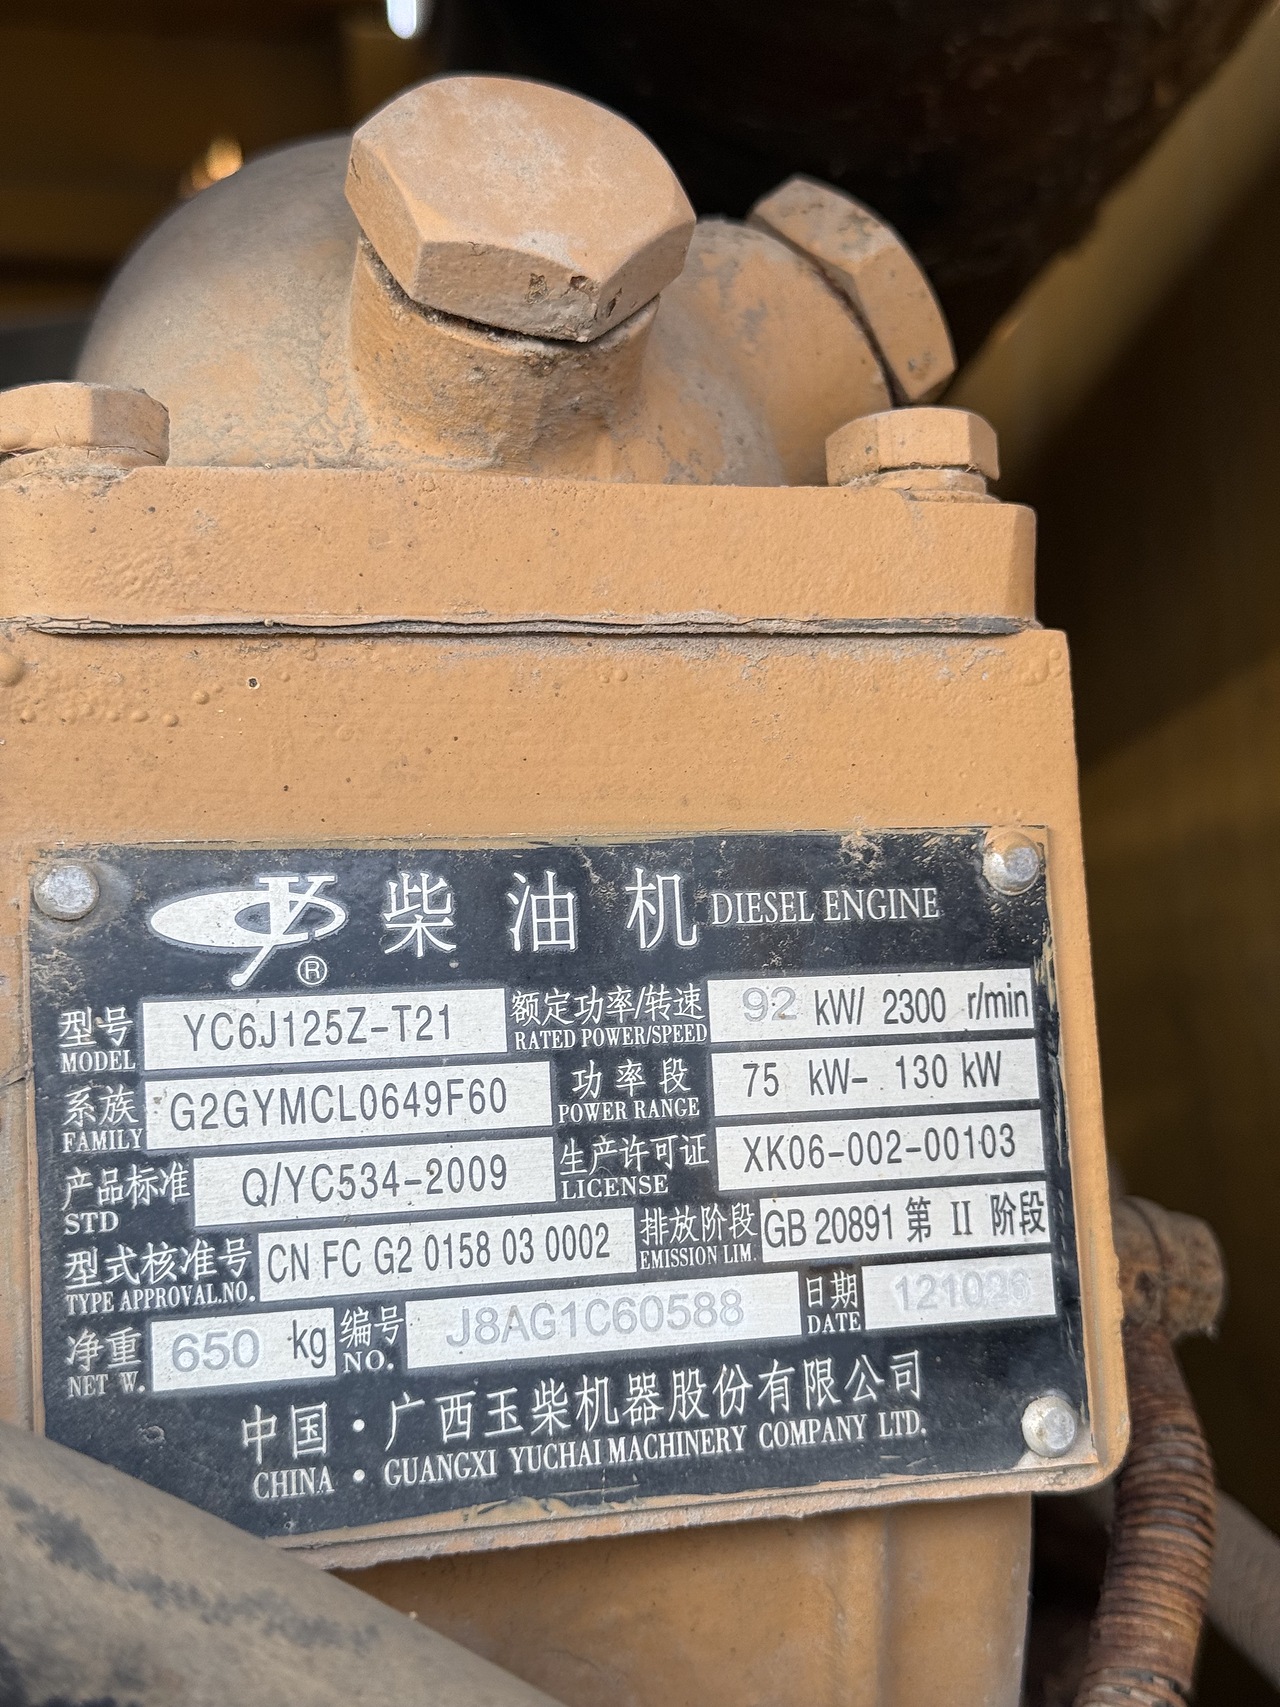 柴油机 DIESEL ENGINE
®
型号 MODEL YC6J125Z-T21 额定功率/转速 RATED POWER/SPEED 92 kW/ 2300 r/min
系族 FAMILY G2GYMCL0649F60 功率段 POWER RANGE 75 kW- 130 kW
产品标准 STD Q/YC534-2009 生产许可证 LICENSE XK06-002-00103
型式核准号 TYPE APPROVAL.NO. CN FC G2 0158 03 0002 排放阶段 EMISSION LIM. GB 20891 第 II 阶段
净重 NET W. 650 kg 编号 NO. J8AG1C60588 日期 DATE
中国·广西玉柴机器股份有限公司
CHINA · GUANGXI YUCHAI MACHINERY COMPANY LTD.